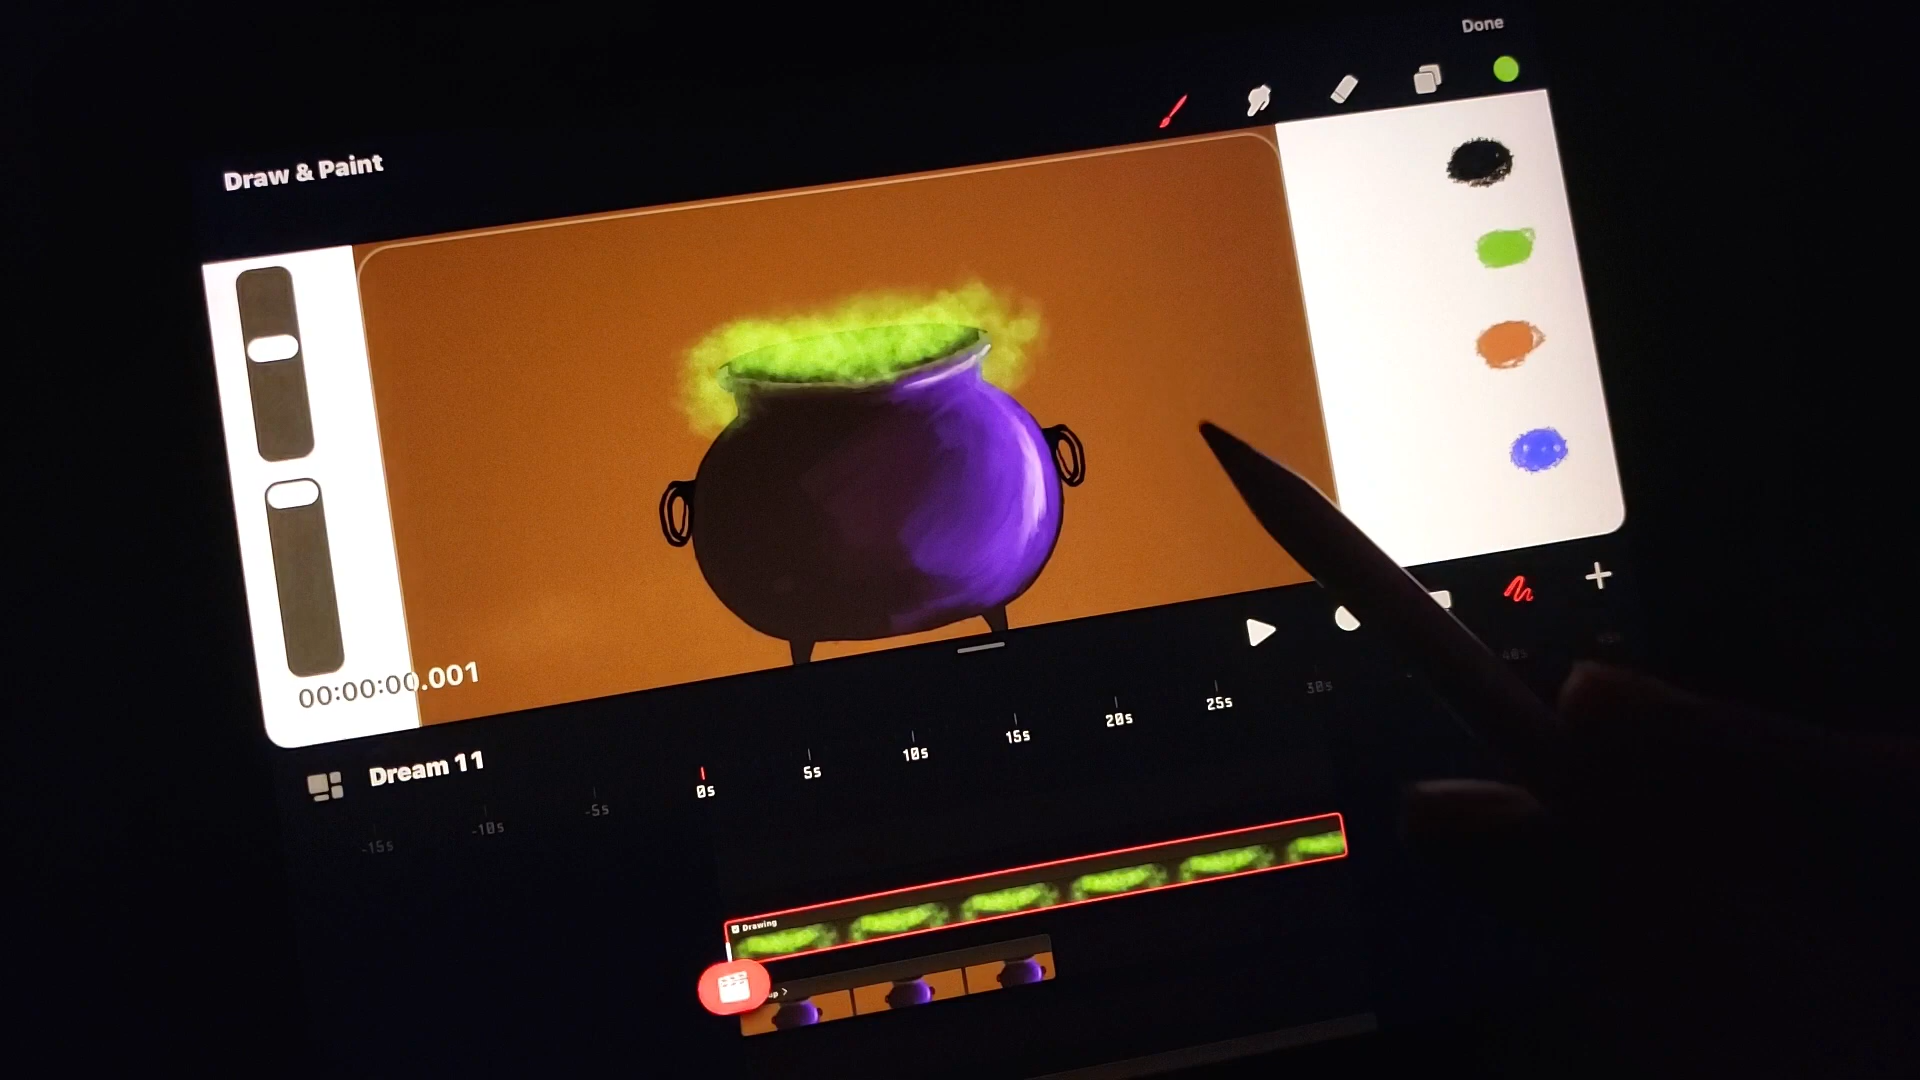 Done
Draw & Paint
00:00:00.001
Dream 11
-15s
-10s
-5s
0s
5s
10s
15s
20s
25s
30s
Drawing